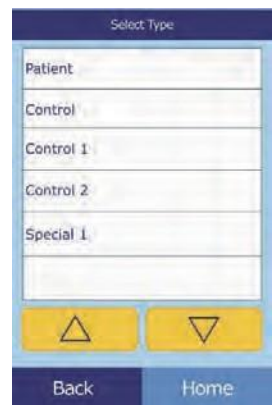 Select Type
Patient
Control
Control 1
Control 2
Special 1
Back Home